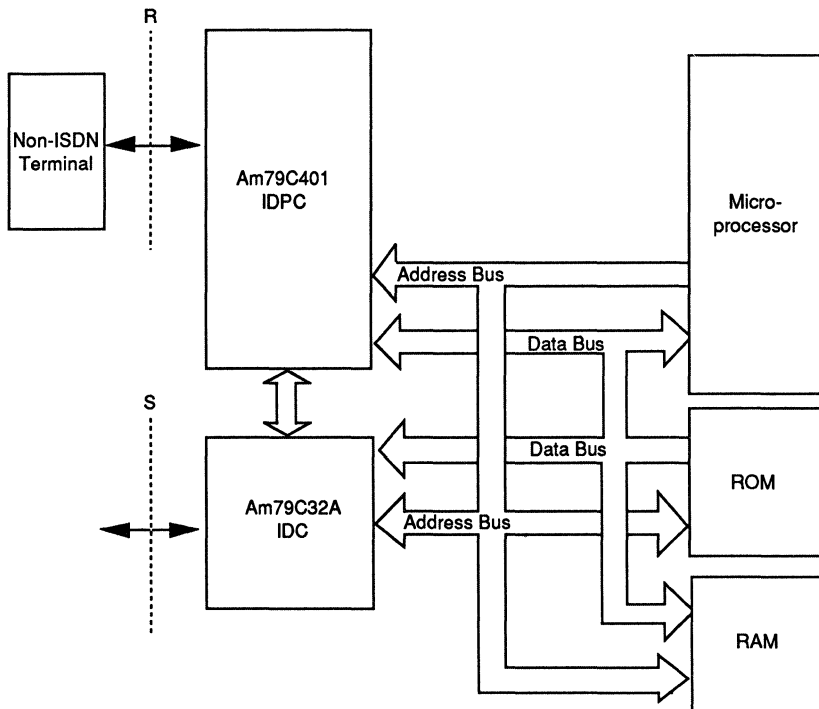 R
Non-ISDN
Terminal
Am79C401
IDPC
Micro-
processor
Address Bus
Data Bus
S
Am79C32A
IDC
Data Bus
Address Bus
ROM
RAM